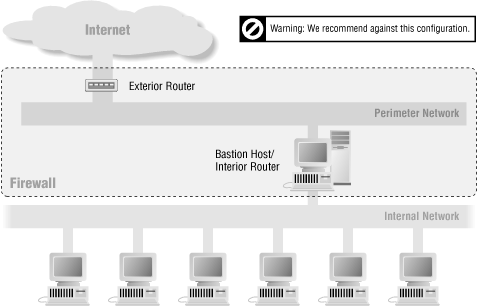 Internet
Warning: We recommend against this configuration.
Exterior Router
Perimeter Network
Bastion Host/
Interior Router
Firewall
Internal Network